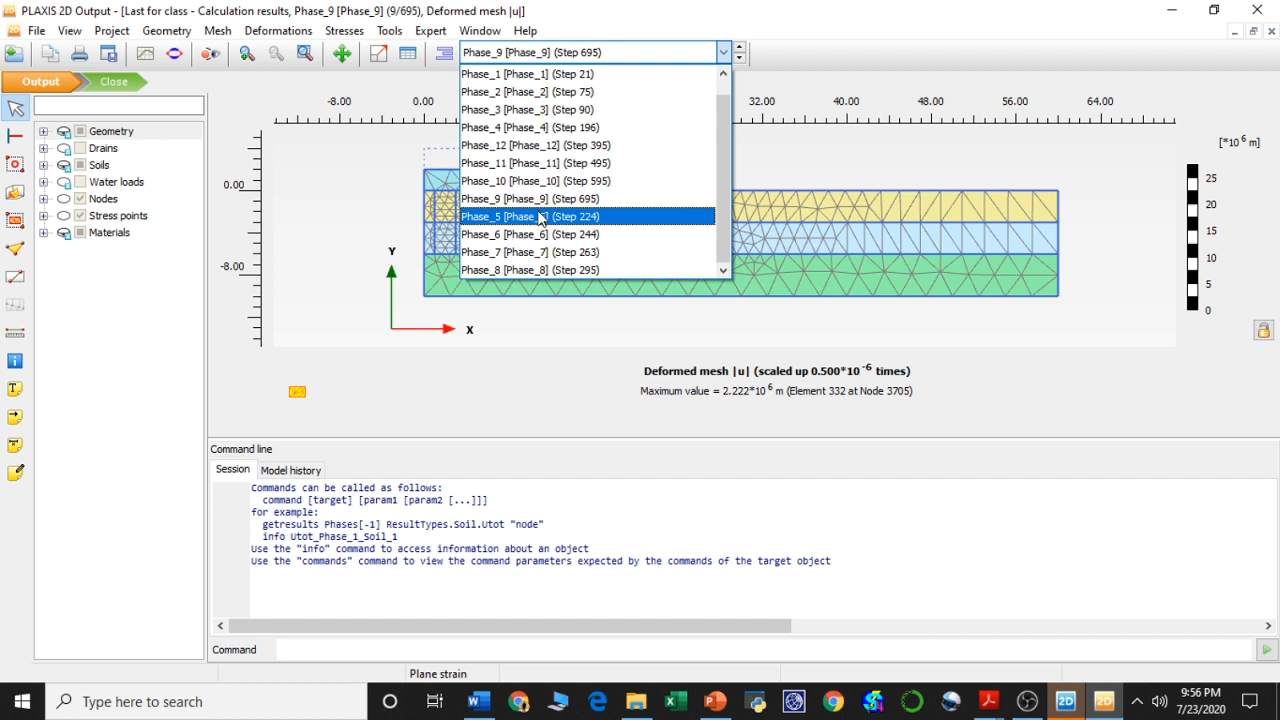 PLAXIS 2D Output - [Last for class - Calculation results, Phase_9 [Phase_9] (9/695), Deformed mesh |u|]
File View Project Geometry Mesh Deformations Stresses Tools Expert Window Help
Phase_9 [Phase_9] (Step 695)
Output Close
Phase_1 [Phase_1] (Step 21)
Phase_2 [Phase_2] (Step 75)
Phase_3 [Phase_3] (Step 90)
Phase_4 [Phase_4] (Step 196)
Phase_12 [Phase_12] (Step 395)
Phase_11 [Phase_11] (Step 495)
Phase_10 [Phase_10] (Step 595)
Phase_9 [Phase_9] (Step 695)
Phase_5 [Phase_5] (Step 224)
Phase_6 [Phase_6] (Step 244)
Phase_7 [Phase_7] (Step 263)
Phase_8 [Phase_8] (Step 295)
Geometry
Drains
Soils
Water loads
Nodes
Stress points
Materials
-8.00 0.00 32.00 40.00 48.00 56.00 64.00
0.00
-8.00
Y
X
[*10 6 m]
25
20
15
10
5
0
Deformed mesh |u| (scaled up 0.500*10 -6 times)
Maximum value = 2.222*10 6 m (Element 332 at Node 3705)
Command line
Session Model history
Commands can be called as follows:
command [target] [param1 [param2 [...]]]
for example:
getresults Phases[-1] ResultTypes.Soil.Utot "node"
info Utot_Phase_1_Soil_1
Use the "info" command to access information about an object
Use the "commands" command to view the command parameters expected by the commands of the target object
Command
Plane strain
Type here to search
2D 2D
9:56 PM
7/23/2020